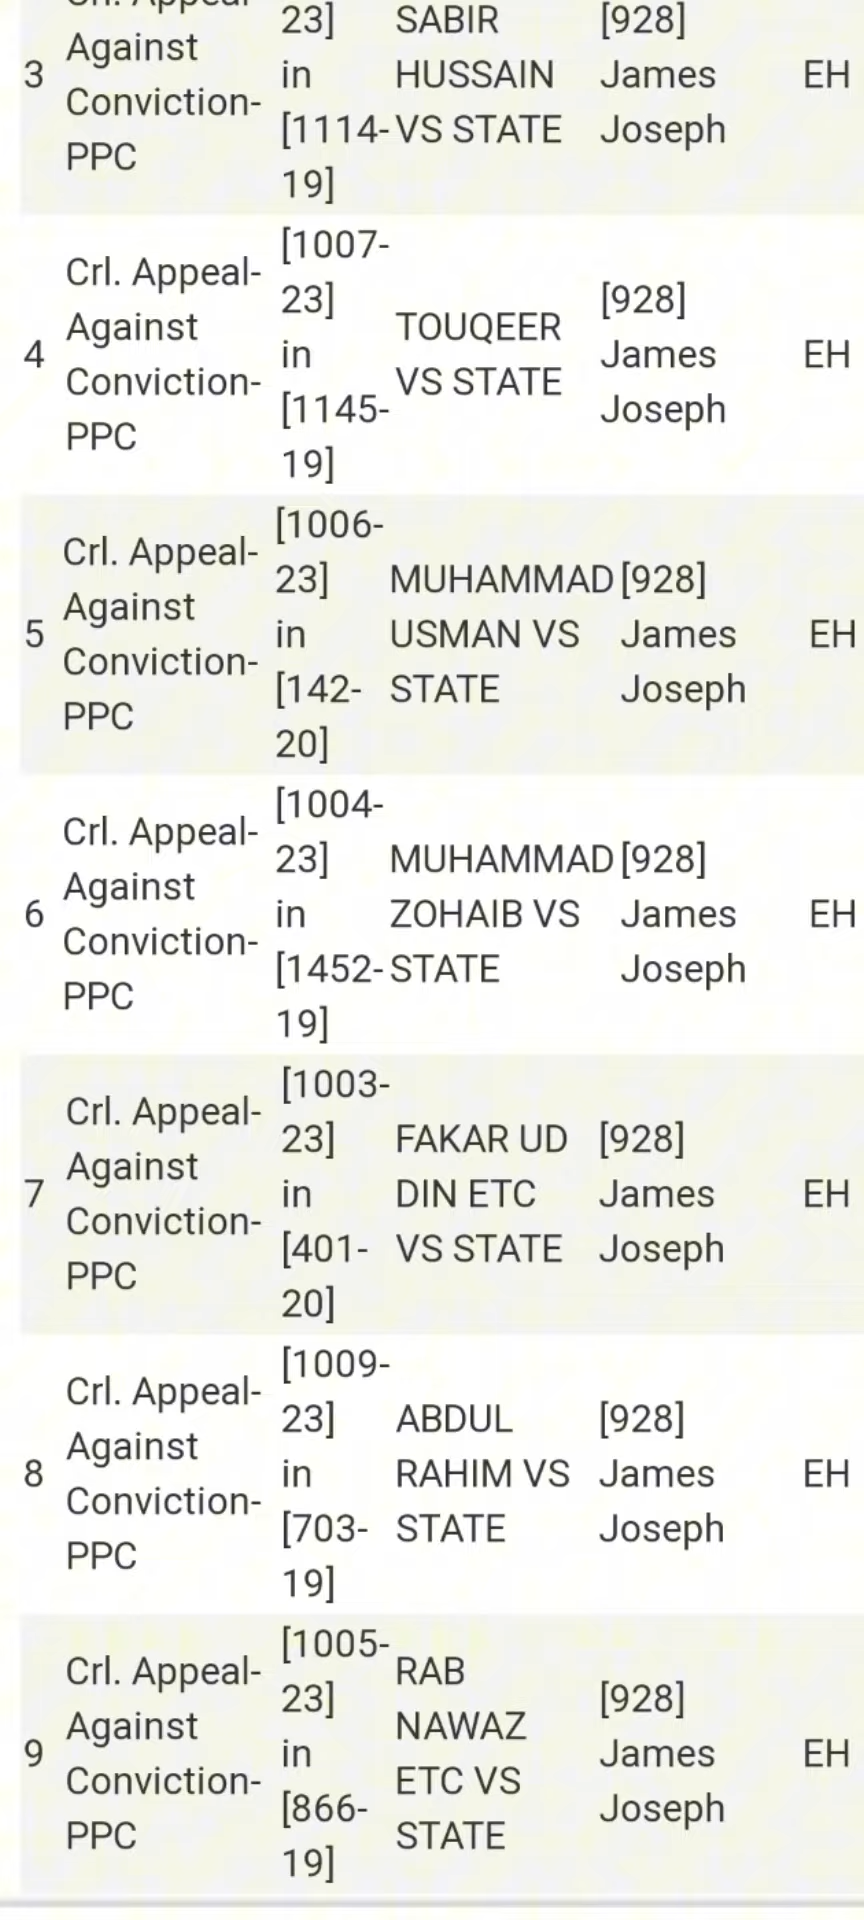 Crl. Appeal-
Against
Conviction-
PPC
3
23]
in
[1114-
19]
SABIR
HUSSAIN
VS STATE
[928]
James
Joseph
EH
4
Crl. Appeal-
Against
Conviction-
PPC
[1007-
23]
in
[1145-
19]
TOUQEER
VS STATE
[928]
James
Joseph
EH
5
Crl. Appeal-
Against
Conviction-
PPC
[1006-
23]
in
[142-
20]
MUHAMMAD
USMAN VS
STATE
[928]
James
Joseph
EH
6
Crl. Appeal-
Against
Conviction-
PPC
[1004-
23]
in
[1452-
19]
MUHAMMAD
ZOHAIB VS
STATE
[928]
James
Joseph
EH
7
Crl. Appeal-
Against
Conviction-
PPC
[1003-
23]
in
[401-
20]
FAKAR UD
DIN ETC
VS STATE
[928]
James
Joseph
EH
8
Crl. Appeal-
Against
Conviction-
PPC
[1009-
23]
in
[703-
19]
ABDUL
RAHIM VS
STATE
[928]
James
Joseph
EH
9
Crl. Appeal-
Against
Conviction-
PPC
[1005-
23]
in
[866-
19]
RAB
NAWAZ
ETC VS
STATE
[928]
James
Joseph
EH